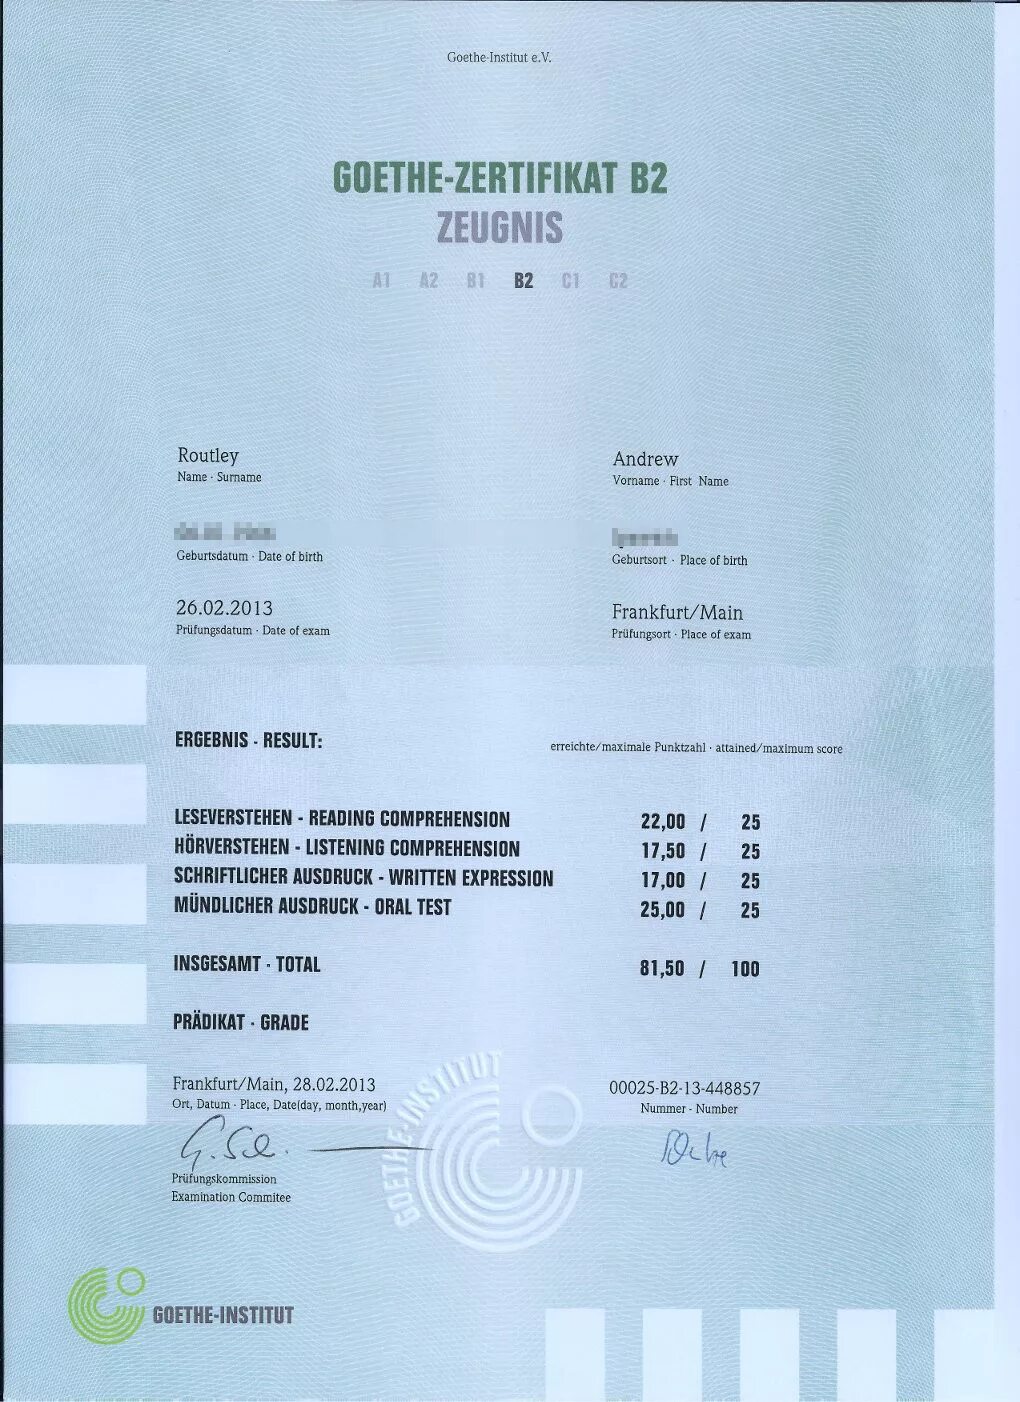 Goethe-Institut e.V.
GOETHE-ZERTIFIKAT B2
ZEUGNIS
A1 A2 B1 B2 C1 C2
Routley
Name · Surname
Andrew
Vorname · First Name
Geburtsdatum · Date of birth
Geburtsort · Place of birth
26.02.2013
Prüfungsdatum · Date of exam
Frankfurt/Main
Prüfungsort · Place of exam
ERGEBNIS - RESULT:
erreichte/maximale Punktzahl · attained/maximum score
LESEVERSTEHEN - READING COMPREHENSION 22,00 / 25
HÖRVERSTEHEN - LISTENING COMPREHENSION 17,50 / 25
SCHRIFTLICHER AUSDRUCK - WRITTEN EXPRESSION 17,00 / 25
MÜNDLICHER AUSDRUCK - ORAL TEST 25,00 / 25
INSGESAMT - TOTAL 81,50 / 100
PRÄDIKAT - GRADE
Frankfurt/Main, 28.02.2013
Ort, Datum · Place, Date(day, month,year)
00025-B2-13-448857
Nummer - Number
Prüfungskommission
Examination Commitee
GOETHE-INSTITUT
GOETHE-INSTITUT